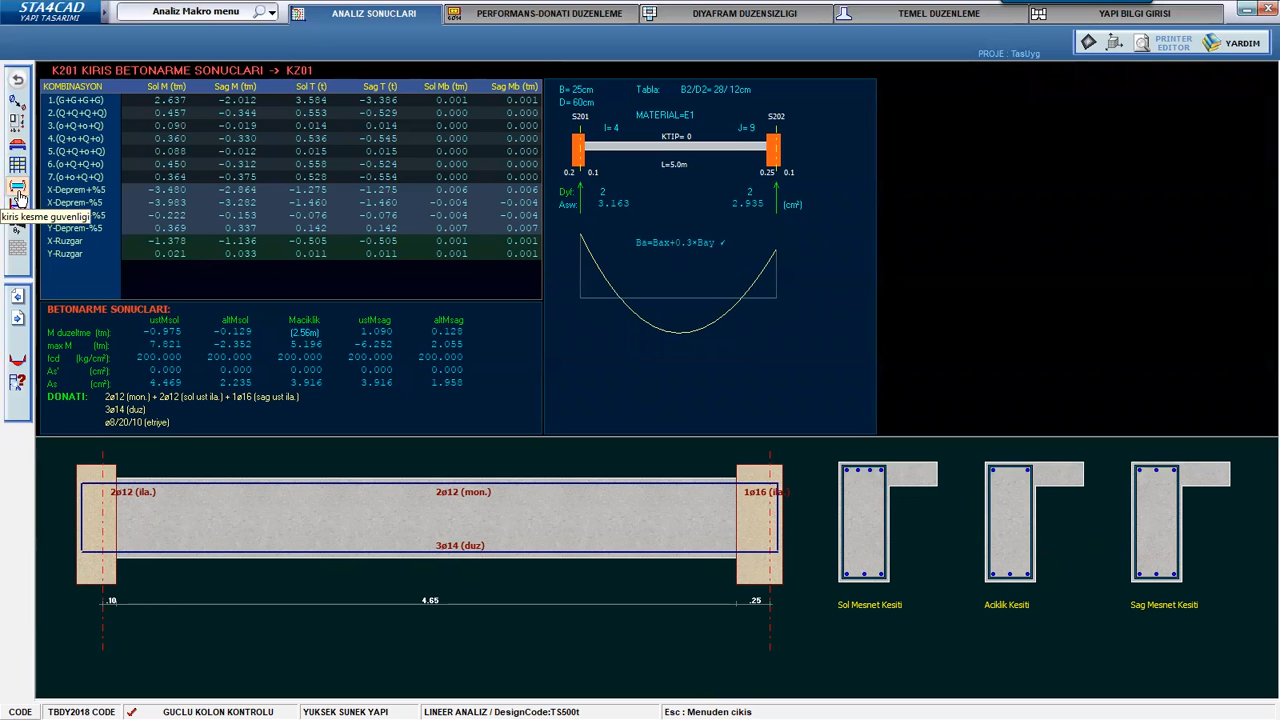 STA4CAD
YAPI TASARIMI
Analiz Makro menu
ANALIZ SONUCLARI
PERFORMANS-DONATI DUZENLEME
DIYAFRAM DUZENSIZLIGI
TEMEL DUZENLEME
YAPI BILGI GIRISI
PROJE : TasUyg
PRINTER EDITOR
YARDIM
K201 KIRIS BETONARME SONUCLARI -> KZ01
KOMBINASYON Sol M (tm) Sag M (tm) Sol T (t) Sag T (t) Sol Mb (tm) Sag Mb (tm)
1.(G+G+G+G) 2.637 -2.012 3.584 -3.386 0.001 0.001
2.(Q+Q+Q+Q) 0.457 -0.344 0.553 -0.523 0.000 0.000
3.(o+o+Q+o) 0.090 -0.019 0.014 0.014 0.000 0.000
4.(Q+o+Q+o) 0.360 -0.330 0.538 -0.538 0.000 0.000
5.(Q+Q+o+o) 0.088 -0.012 0.015 0.015 0.000 0.000
6.(o+Q+Q+o) 0.450 -0.312 0.558 -0.524 0.000 0.000
7.(o+o+Q+Q) 0.364 -0.375 0.528 -0.554 0.000 0.000
X-Deprem+%5 -3.480 -2.864 -1.275 -1.275 0.006 0.006
X-Deprem-%5 -3.983 -3.282 -1.460 -1.460 -0.004 -0.004
%5 -0.222 -0.153 -0.076 -0.076 -0.004 -0.004
Y-Deprem-%5 0.369 0.337 0.142 0.142 0.007 0.007
X-Ruzgar -1.378 -1.136 -0.505 -0.505 0.001 0.001
Y-Ruzgar 0.021 0.033 0.011 0.011 0.000 0.000
kiris kesme guvenligi
B= 25cm Tabla: B2/D2= 28/ 12cm
D= 60cm
MATERIAL=E1
S201 S202
I= 4 J= 9
KTIP= 0
L=5.0m
0.2 0.1 0.25 0.1
Dyf: 2 2
Asw: 3.163 2.935 (cm²)
Ba=Bax+0.3*Bay ✓
BETONARME SONUCLARI:
ustMsol altMsol Maciklik ustMsag altMsag
M duzeltme (tm): -0.975 -0.129 (2.56m) 1.090 0.128
max M (tm): 7.821 -2.352 5.196 -6.252 2.055
fcd (kg/cm²): 200.000 200.000 200.000 200.000 200.000
As' (cm²): 0.000 0.000 0.000 0.000 0.000
As (cm²): 4.469 2.235 3.916 3.916 1.958
DONATI: 2ø12 (mon.) + 2ø12 (sol ust ila.) + 1ø16 (sag ust ila.)
3ø14 (duz)
ø8/20/10 (etriye)
2ø12 (ila.) 2ø12 (mon.) 1ø16 (ila.)
3ø14 (duz)
.10 4.65 .25
Sol Mesnet Kesiti Aciklik Kesiti Sag Mesnet Kesiti
CODE TBDY2018 CODE GUCLU KOLON KONTROLU YUKSEK SUNEK YAPI LINEER ANALIZ / DesignCode:TS500t Esc : Menuden cikis